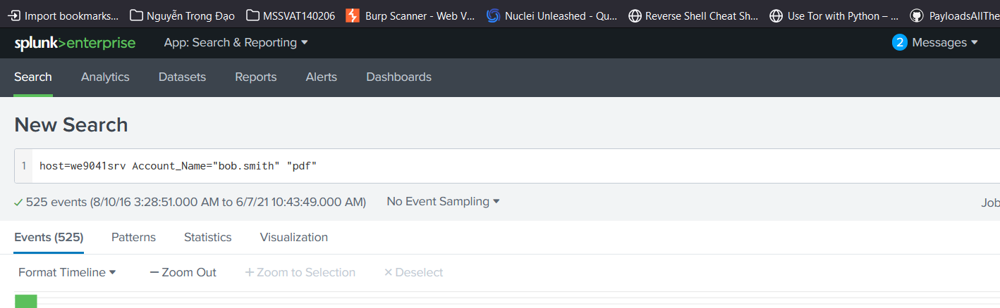 Import bookmarks... Nguyễn Trọng Đạo MSSVAT140206 Burp Scanner - Web V... Nuclei Unleashed - Qu... Reverse Shell Cheat Sh... Use Tor with Python – ... PayloadsAllThe
splunk>enterprise App: Search & Reporting 2 Messages
Search Analytics Datasets Reports Alerts Dashboards
New Search
1 host=we9041srv Account_Name="bob.smith" "pdf"
525 events (8/10/16 3:28:51.000 AM to 6/7/21 10:43:49.000 AM) No Event Sampling Job
Events (525) Patterns Statistics Visualization
Format Timeline — Zoom Out + Zoom to Selection × Deselect